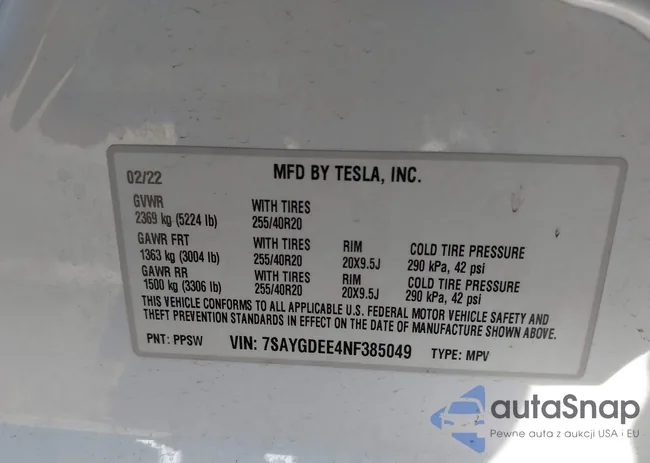 02/22 MFD BY TESLA, INC.
GVWR WITH TIRES
2369 kg (5224 lb) 255/40R20
GAWR FRT WITH TIRES RIM COLD TIRE PRESSURE
1363 kg (3004 lb) 255/40R20 20X9.5J 290 kPa, 42 psi
GAWR RR WITH TIRES RIM COLD TIRE PRESSURE
1500 kg (3306 lb) 255/40R20 20X9.5J 290 kPa, 42 psi
THIS VEHICLE CONFORMS TO ALL APPLICABLE U.S. FEDERAL MOTOR VEHICLE SAFETY AND
THEFT PREVENTION STANDARDS IN EFFECT ON THE DATE OF MANUFACTURE SHOWN ABOVE.
PNT: PPSW VIN: 7SAYGDEE4NF385049 TYPE: MPV
autaSnap
Pewne auta z aukcji USA i EU